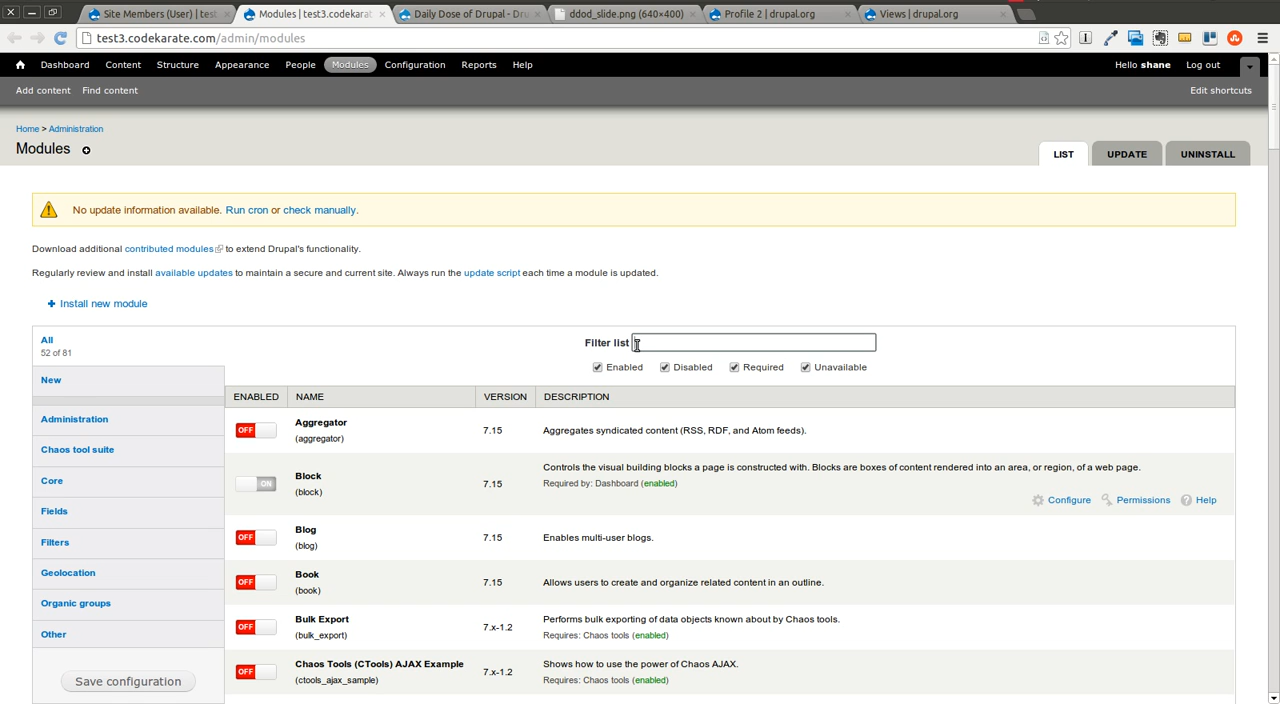 Site Members (User) | test
Modules | test3.codekarat
Daily Dose of Drupal - Dru
ddod_slide.png (640×400)
Profile 2 | drupal.org
Views | drupal.org
test3.codekarate.com/admin/modules
Dashboard Content Structure Appearance People Modules Configuration Reports Help
Hello shane Log out
Add content Find content
Edit shortcuts
Home > Administration
Modules
LIST UPDATE UNINSTALL
No update information available. Run cron or check manually.
Download additional contributed modules to extend Drupal's functionality.
Regularly review and install available updates to maintain a secure and current site. Always run the update script each time a module is updated.
Install new module
All
52 of 81
New
Administration
Chaos tool suite
Core
Fields
Filters
Geolocation
Organic groups
Other
Save configuration
Filter list
Enabled Disabled Required Unavailable
ENABLED NAME VERSION DESCRIPTION
OFF Aggregator 7.15 Aggregates syndicated content (RSS, RDF, and Atom feeds).
(aggregator)
Controls the visual building blocks a page is constructed with. Blocks are boxes of content rendered into an area, or region, of a web page.
ON Block 7.15 Required by: Dashboard (enabled)
(block)
Configure Permissions Help
OFF Blog 7.15 Enables multi-user blogs.
(blog)
OFF Book 7.15 Allows users to create and organize related content in an outline.
(book)
OFF Bulk Export 7.x-1.2 Performs bulk exporting of data objects known about by Chaos tools.
(bulk_export) Requires: Chaos tools (enabled)
OFF Chaos Tools (CTools) AJAX Example 7.x-1.2 Shows how to use the power of Chaos AJAX.
(ctools_ajax_sample) Requires: Chaos tools (enabled)